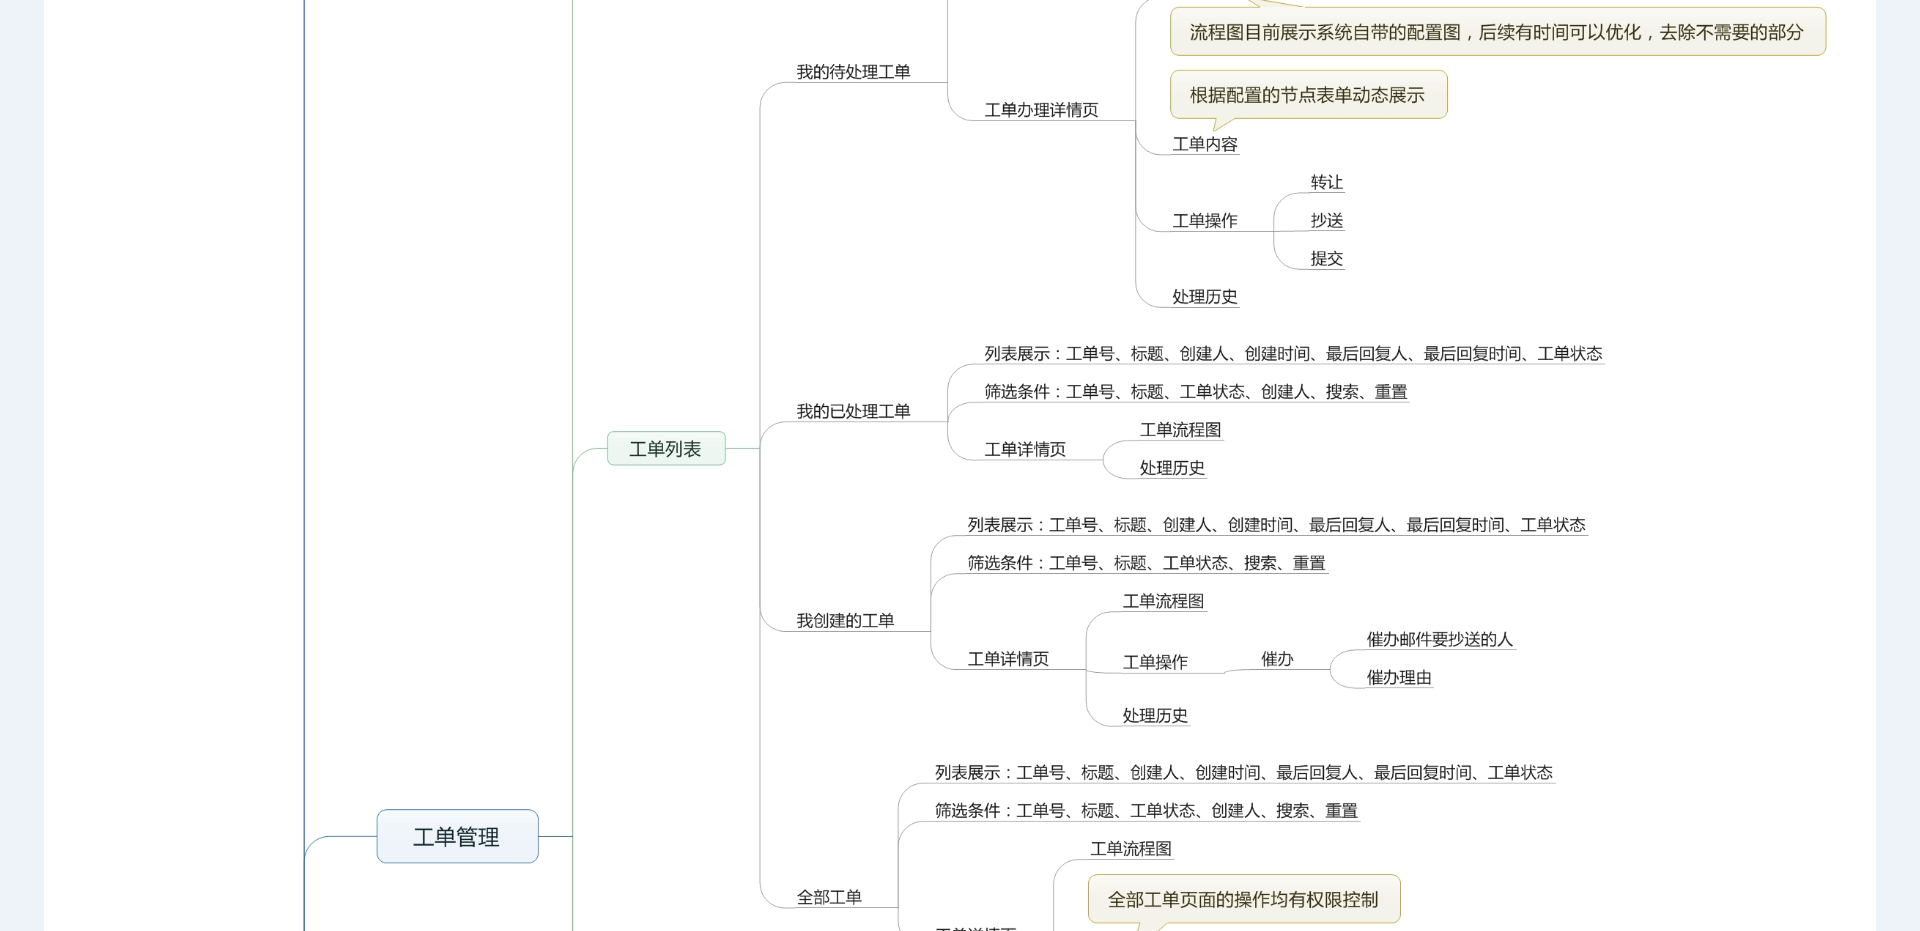 流程图目前展示系统自带的配置图，后续有时间可以优化，去除不需要的部分
我的待处理工单
根据配置的节点表单动态展示
工单办理详情页
工单内容
转让
工单操作
抄送
提交
处理历史
列表展示：工单号、标题、创建人、创建时间、最后回复人、最后回复时间、工单状态
筛选条件：工单号、标题、工单状态、创建人、搜索、重置
我的已处理工单
工单流程图
工单列表
工单详情页
处理历史
列表展示：工单号、标题、创建人、创建时间、最后回复人、最后回复时间、工单状态
筛选条件：工单号、标题、工单状态、搜索、重置
工单流程图
我创建的工单
催办邮件要抄送的人
工单详情页
工单操作
催办
催办理由
处理历史
列表展示：工单号、标题、创建人、创建时间、最后回复人、最后回复时间、工单状态
筛选条件：工单号、标题、工单状态、创建人、搜索、重置
工单管理
工单流程图
全部工单
全部工单页面的操作均有权限控制